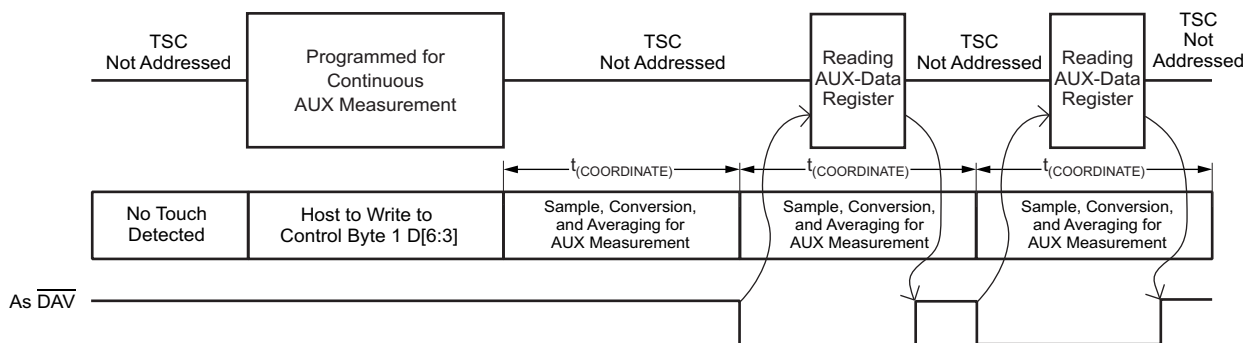 TSC
Not Addressed
Programmed for
Continuous
AUX Measurement
TSC
Not Addressed
Reading
AUX-Data
Register
TSC
Not Addressed
Reading
AUX-Data
Register
TSC
Not
Addressed
t(COORDINATE)
t(COORDINATE)
t(COORDINATE)
No Touch
Detected
Host to Write to
Control Byte 1 D[6:3]
Sample, Conversion,
and Averaging for
AUX Measurement
Sample, Conversion,
and Averaging for
AUX Measurement
Sample, Conversion,
and Averaging for
AUX Measurement
As D̅A̅V̅